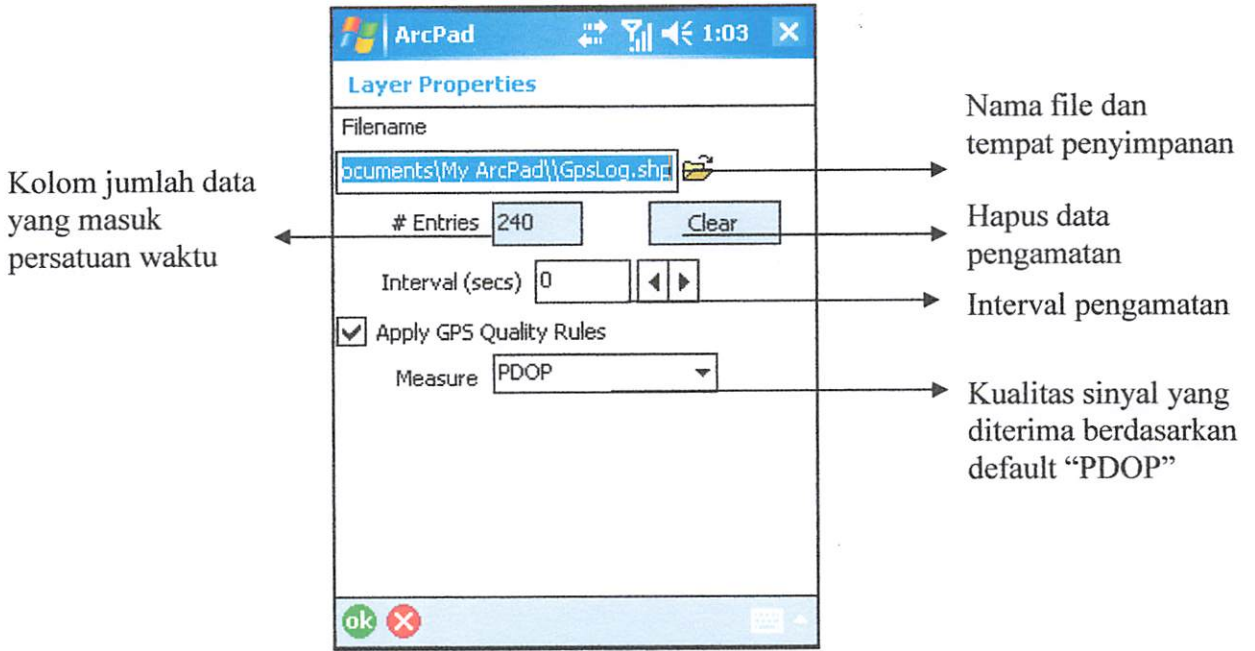 ArcPad 1:03
Layer Properties
Filename
ocuments\My ArcPad\\GpsLog.shp
# Entries 240 Clear
Interval (secs) 0
Apply GPS Quality Rules
Measure PDOP
ok
Kolom jumlah data
yang masuk
persatuan waktu
Nama file dan
tempat penyimpanan
Hapus data
pengamatan
Interval pengamatan
Kualitas sinyal yang
diterima berdasarkan
default “PDOP”